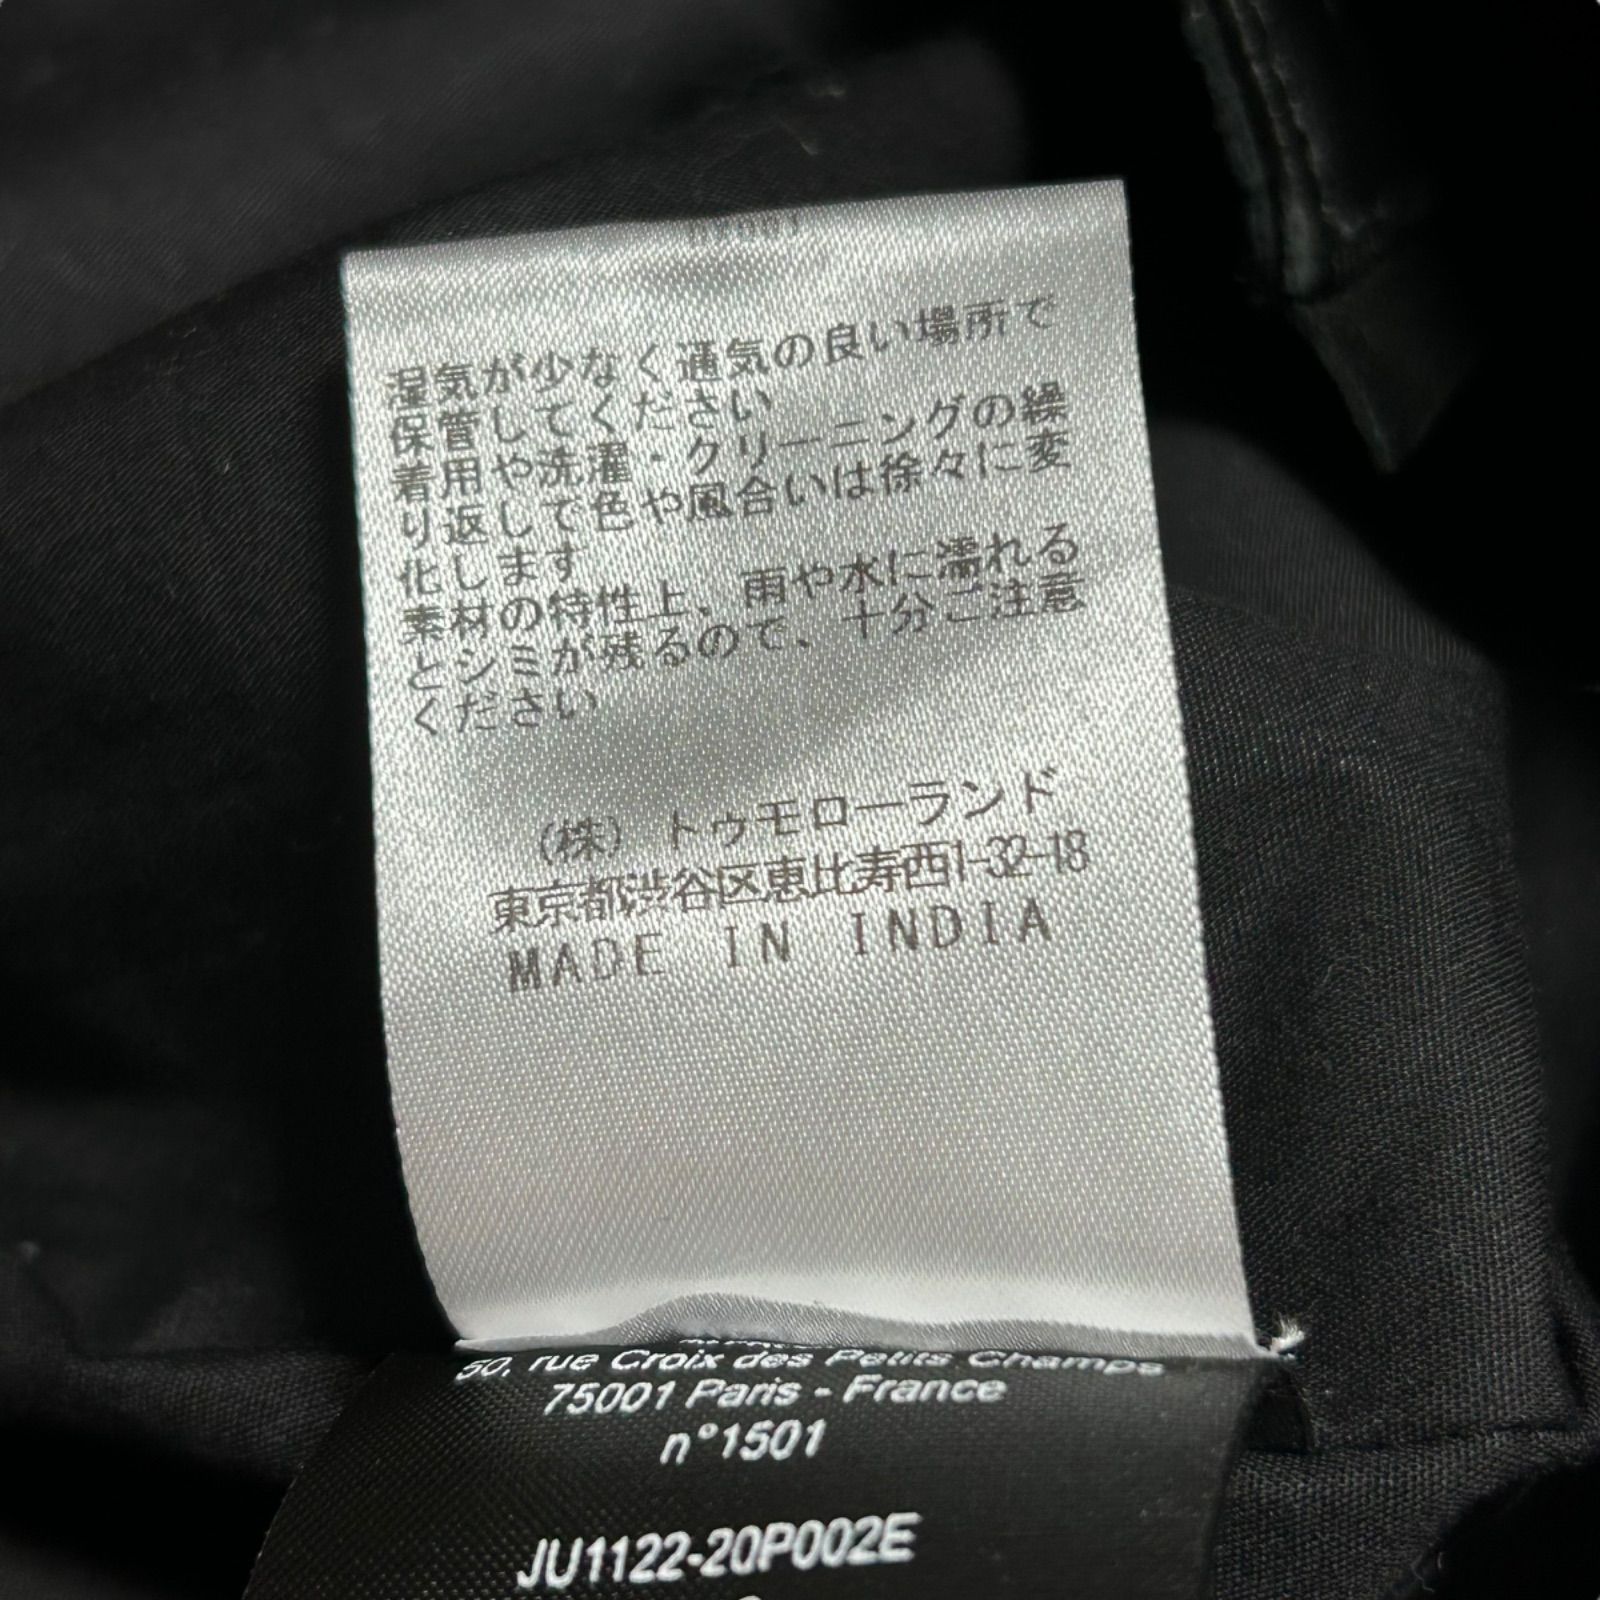 湿気が少なく通気の良い場所で
保管してください
着用や洗濯・クリーニングの繰
り返しで色や風合いは徐々に変
化します
素材の特性上、雨や水に濡れる
とシミが残るので、十分ご注意
ください
(株) トゥモローランド
東京都渋谷区恵比寿西1-32-18
MADE IN INDIA
50, rue Croix des Petits Champs
75001 Paris - France
n°1501
JU1122-20P002E